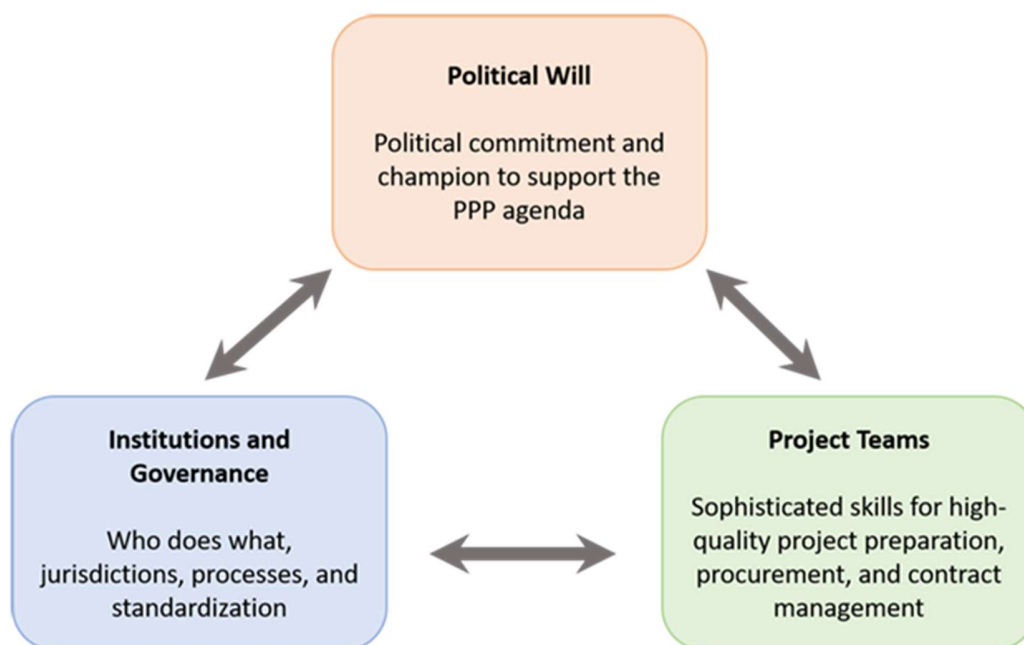 Political Will
Political commitment and
champion to support the
PPP agenda
Institutions and
Governance
Who does what,
jurisdictions, processes, and
standardization
Project Teams
Sophisticated skills for high-
quality project preparation,
procurement, and contract
management